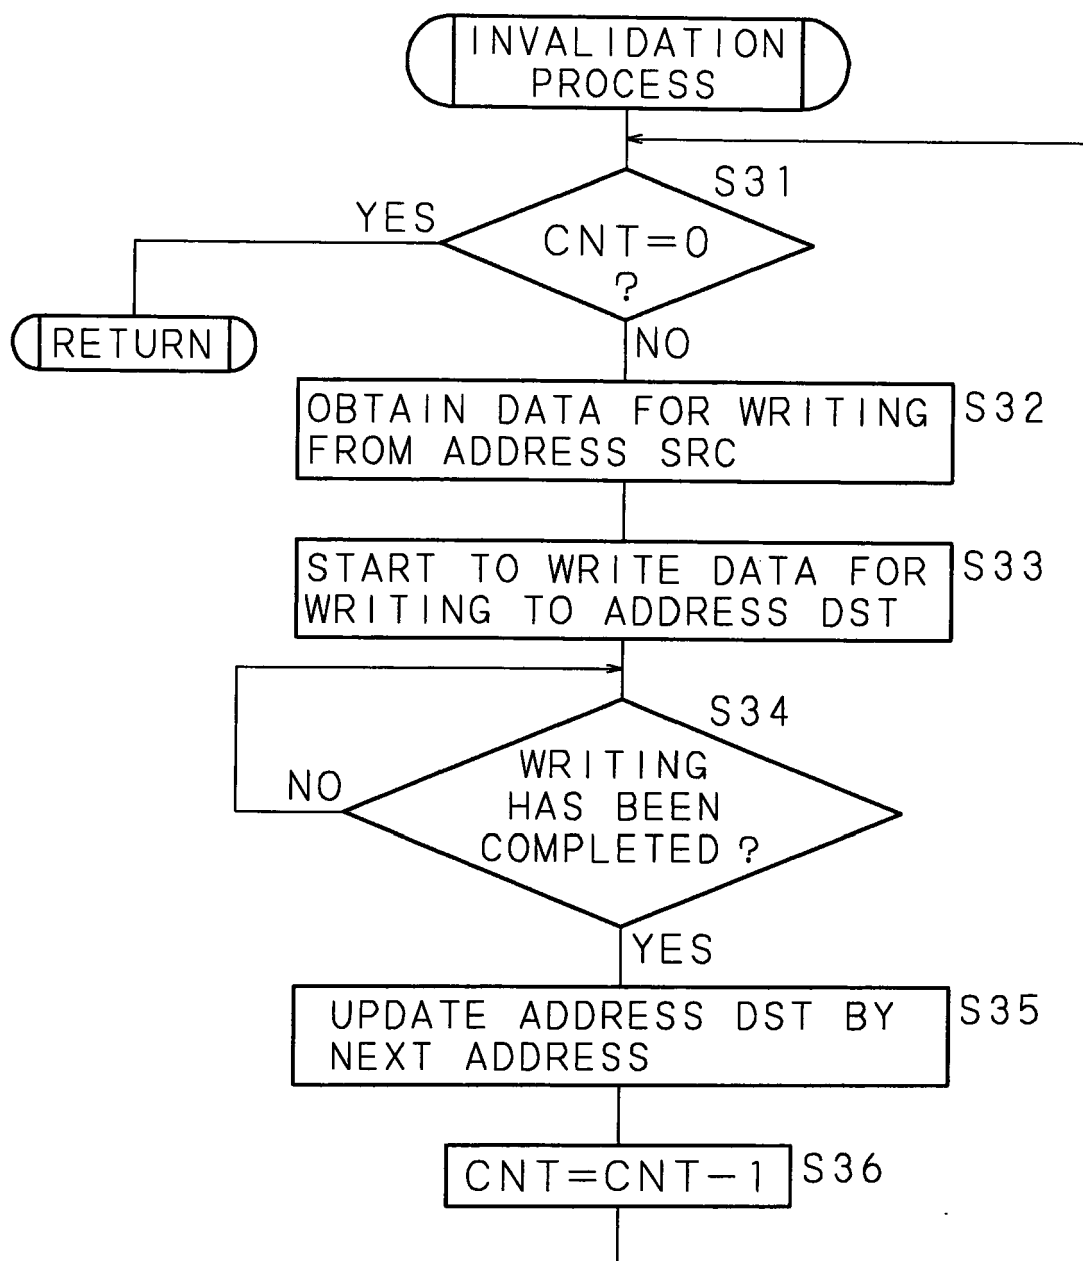 INVALIDATION
PROCESS
S31
YES
CNT=0
?
RETURN
NO
OBTAIN DATA FOR WRITING
FROM ADDRESS SRC
S32
START TO WRITE DATA FOR
WRITING TO ADDRESS DST
S33
S34
NO
WRITING
HAS BEEN
COMPLETED ?
YES
UPDATE ADDRESS DST BY
NEXT ADDRESS
S35
CNT=CNT-1
S36